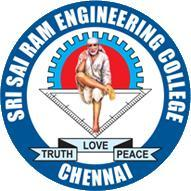 SRI SAI RAM ENGINEERING COLLEGE
LOVE
TRUTH PEACE
CHENNAI